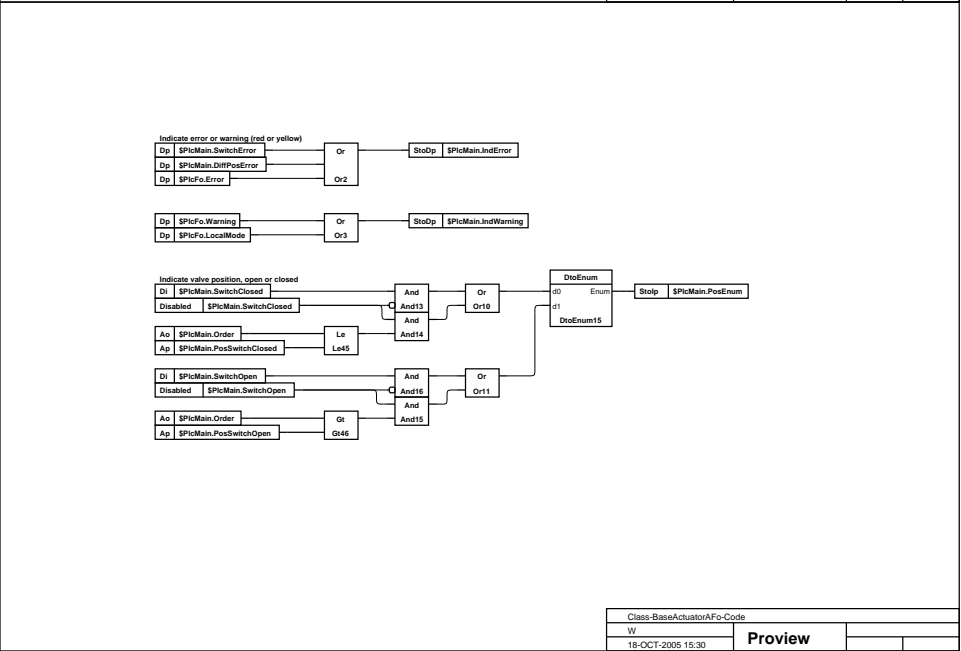 Indicate error or warning (red or yellow)
Dp $PlcMain.SwitchError Or StoDp $PlcMain.IndError
Dp $PlcMain.DiffPosError
Dp $PlcFo.Error Or2
Dp $PlcFo.Warning Or StoDp $PlcMain.IndWarning
Dp $PlcFo.LocalMode Or3
Indicate valve position, open or closed
DtoEnum
Di $PlcMain.SwitchClosed And Or d0 Enum StoIp $PlcMain.PosEnum
Disabled $PlcMain.SwitchClosed And13 Or10 d1
And DtoEnum15
Ao $PlcMain.Order Le And14
Ap $PlcMain.PosSwitchClosed Le45
Di $PlcMain.SwitchOpen And Or
Disabled $PlcMain.SwitchOpen And16 Or11
And
Ao $PlcMain.Order Gt And15
Ap $PlcMain.PosSwitchOpen Gt46
Class-BaseActuatorAFo-Code
W
18-OCT-2005 15:30 Proview